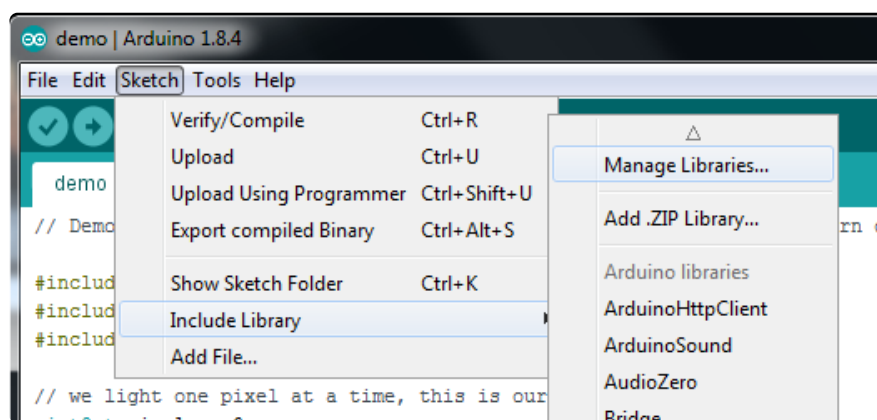 demo | Arduino 1.8.4
File Edit Sketch Tools Help
Verify/Compile Ctrl+R
Upload Ctrl+U
Upload Using Programmer Ctrl+Shift+U
Export compiled Binary Ctrl+Alt+S
Show Sketch Folder Ctrl+K
Include Library
Add File...
Manage Libraries...
Add .ZIP Library...
Arduino libraries
ArduinoHttpClient
ArduinoSound
AudioZero
Bridge
demo
// Demo
#includ
#includ
#includ
// we light one pixel at a time, this is our